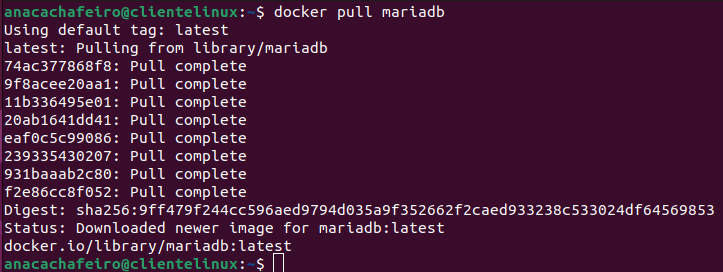 anacachafeiro@clientelinux:~$ docker pull mariadb
Using default tag: latest
latest: Pulling from library/mariadb
74ac377868f8: Pull complete
9f8acee20aa1: Pull complete
11b336495e01: Pull complete
20ab1641dd41: Pull complete
eaf0c5c99086: Pull complete
239335430207: Pull complete
931baaab2c80: Pull complete
f2e86cc8f052: Pull complete
Digest: sha256:9ff479f244cc596aed9794d035a9f352662f2caed933238c533024df64569853
Status: Downloaded newer image for mariadb:latest
docker.io/library/mariadb:latest
anacachafeiro@clientelinux:~$